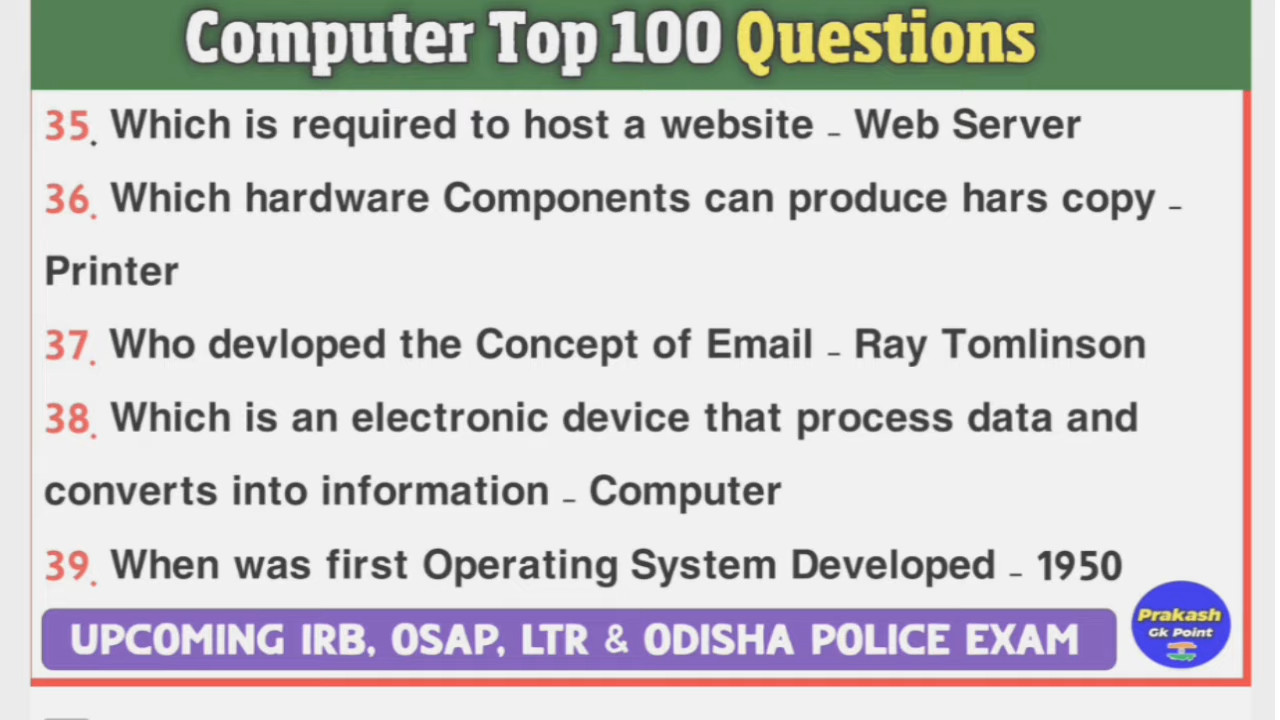 Computer Top 100 Questions
35. Which is required to host a website - Web Server
36. Which hardware Components can produce hars copy -
Printer
37. Who devloped the Concept of Email - Ray Tomlinson
38. Which is an electronic device that process data and
converts into information - Computer
39. When was first Operating System Developed - 1950
UPCOMING IRB, OSAP, LTR & ODISHA POLICE EXAM
Prakash
Gk Point